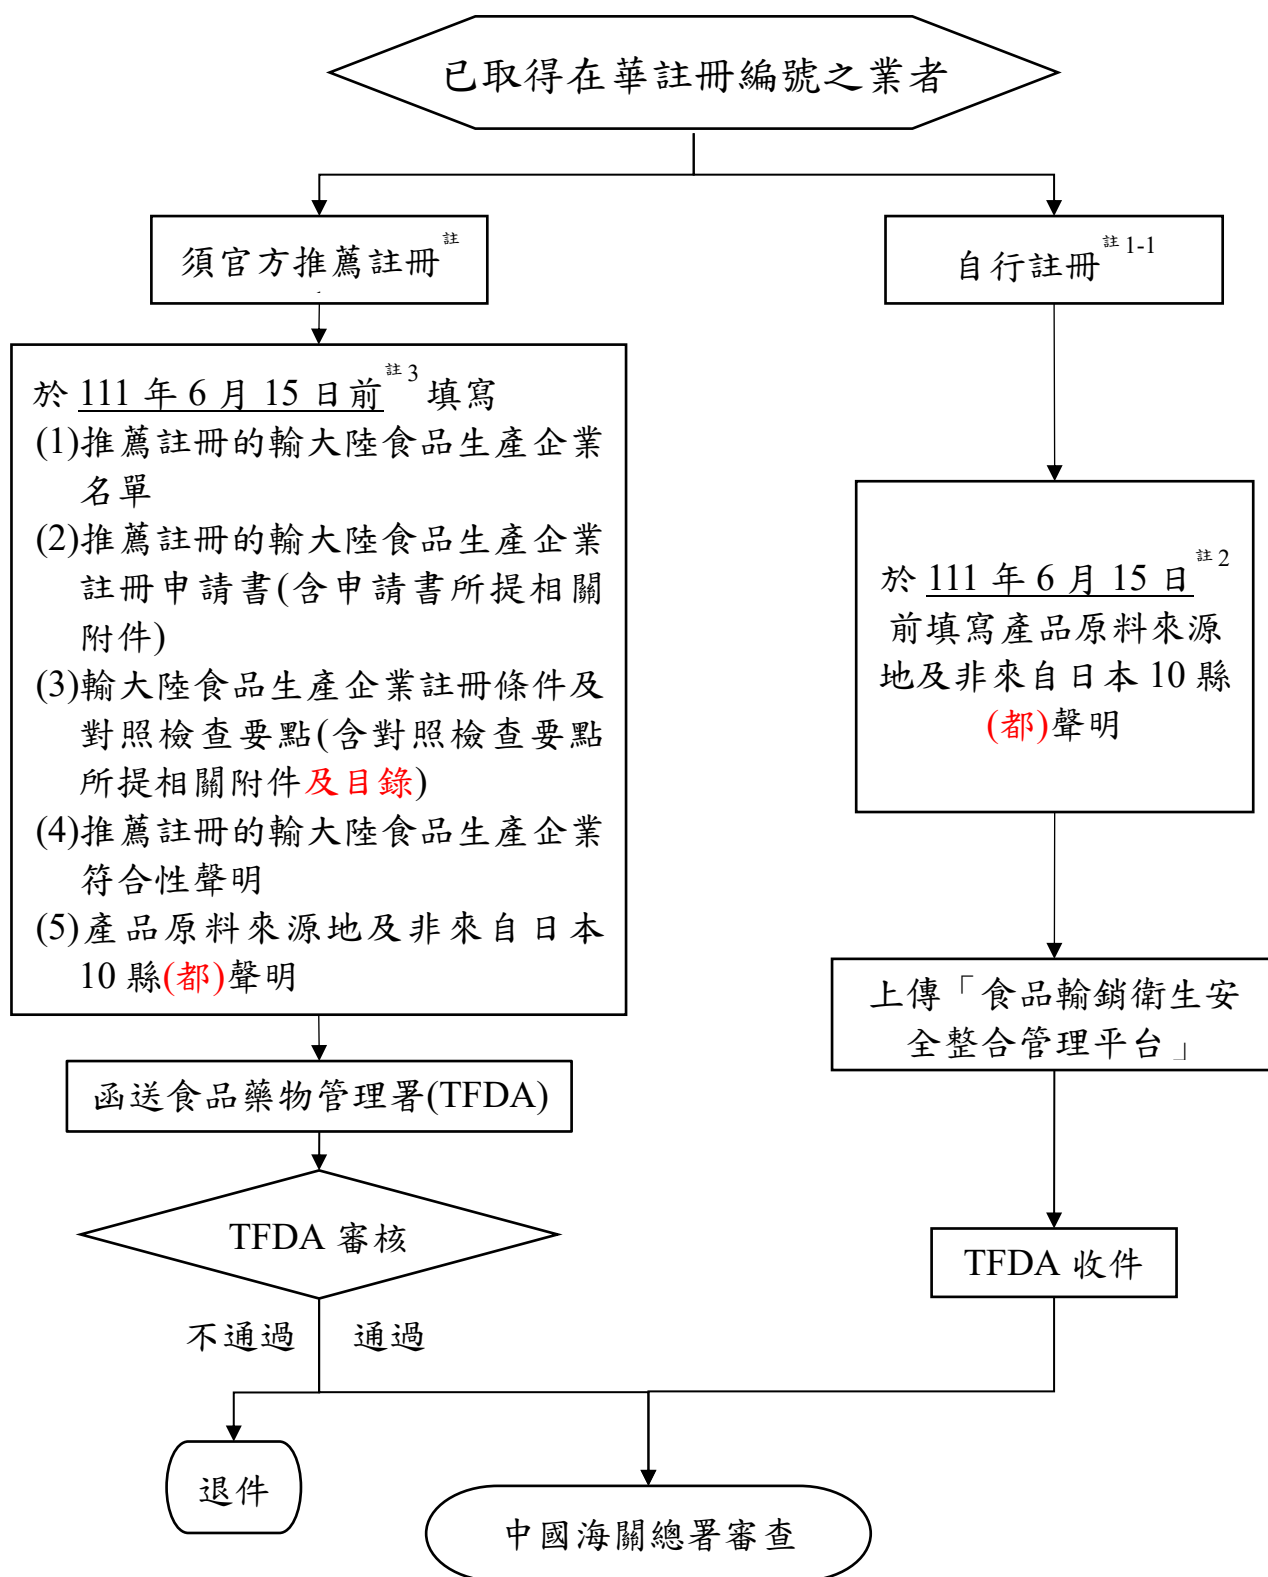 已取得在華註冊編號之業者
須官方推薦註冊註
自行註冊註 1-1
於 111 年 6 月 15 日前註 3 填寫
(1)推薦註冊的輸大陸食品生產企業
名單
(2)推薦註冊的輸大陸食品生產企業
註冊申請書(含申請書所提相關
附件)
(3)輸大陸食品生產企業註冊條件及
對照檢查要點(含對照檢查要點
所提相關附件及目錄)
(4)推薦註冊的輸大陸食品生產企業
符合性聲明
(5)產品原料來源地及非來自日本
10 縣(都)聲明
於 111 年 6 月 15 日註 2
前填寫產品原料來源
地及非來自日本 10 縣
(都)聲明
上傳「食品輸銷衛生安
全整合管理平台」
函送食品藥物管理署(TFDA)
TFDA 審核
TFDA 收件
不通過 通過
退件
中國海關總署審查